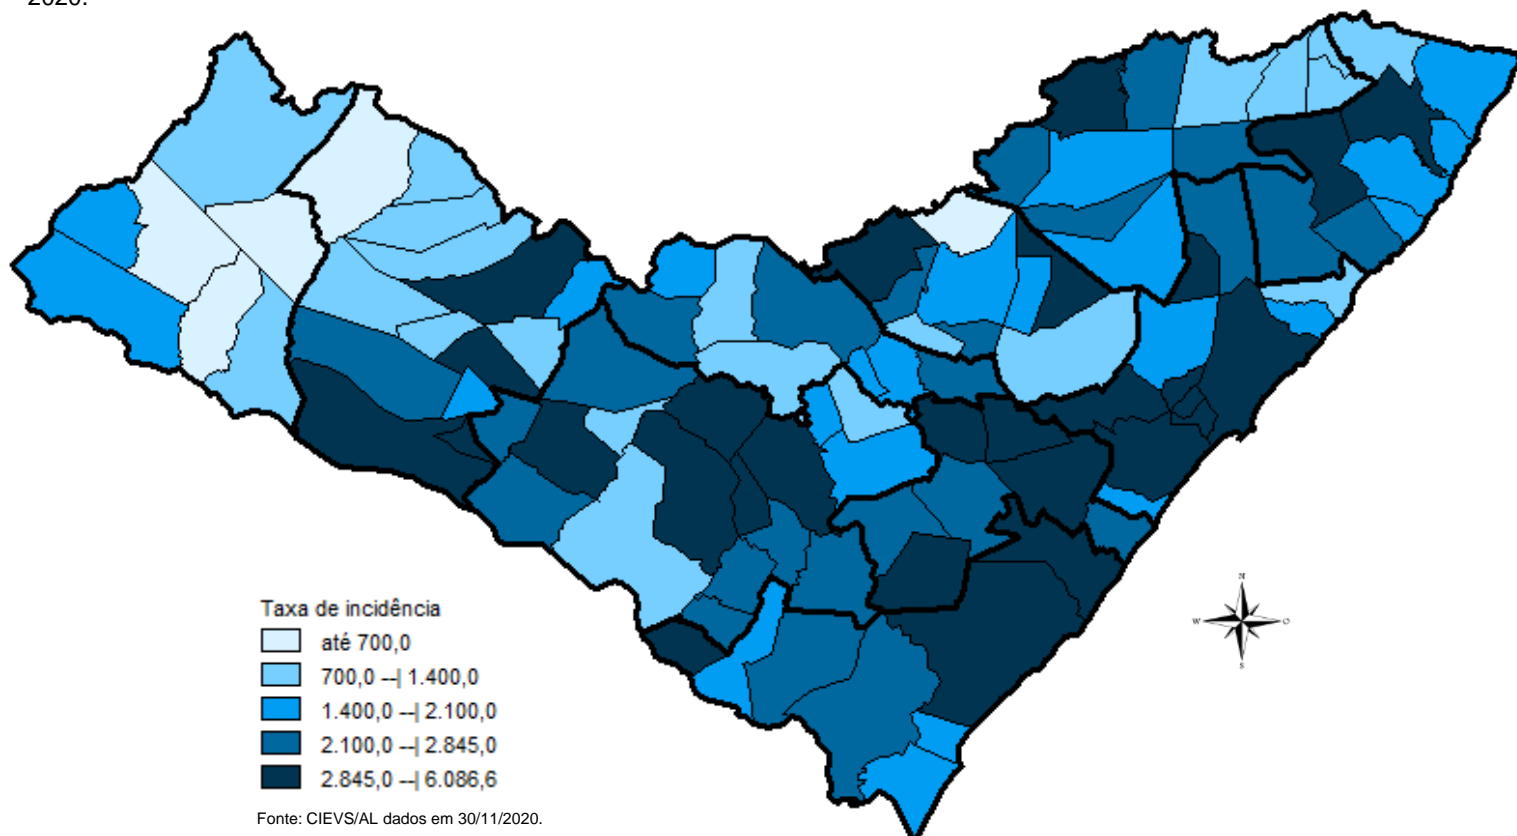 2020.
N
W
O
S
Taxa de incidência
até 700,0
700,0 --| 1.400,0
1.400,0 --| 2.100,0
2.100,0 --| 2.845,0
2.845,0 --| 6.086,6
Fonte: CIEVS/AL dados em 30/11/2020.